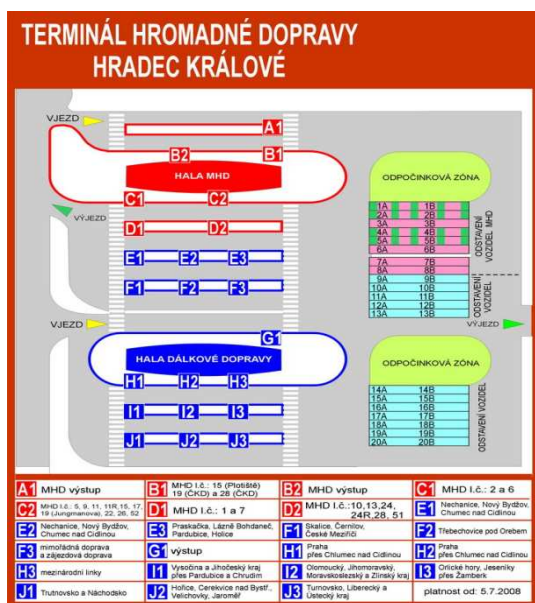 TERMINÁL HROMADNÉ DOPRAVY
HRADEC KRÁLOVÉ
VJEZD
A1
B2
B1
HALA MHD
C1
C2
VÝJEZD
D1
D2
E1
E2
E3
F1
F2
F3
VJEZD
G1
HALA DÁLKOVÉ DOPRAVY
H1
H2
H3
I1
I2
I3
J1
J2
J3
ODPOČINKOVÁ ZÓNA
1A 1B
2A 2B
3A 3B
4A 4B
5A 5B
6A 6B
ODSTAVENÍ
VOZIDEL MHD
7A 7B
8A 8B
9A 9B
10A 10B
11A 11B
12A 12B
13A 13B
ODSTAVENÍ
VOZIDEL
VÝJEZD
ODPOČINKOVÁ ZÓNA
14A 14B
15A 15B
16A 16B
17A 17B
18A 18B
19A 19B
20A 20B
ODSTAVENÍ VOZIDEL
A1 MHD výstup
B1 MHD l.č.: 15 (Plotiště)
19 (ČKD) a 28 (ČKD)
B2 MHD výstup
C1 MHD l.č.: 2 a 6
C2 MHD l.č.: 5, 9, 11, 11R, 15, 17,
19 (Jungmanova), 22, 26, 52
D1 MHD l.č.: 1 a 7
D2 MHD l.č.:10,13,24,
24R,28, 51
E1 Nechanice, Nový Bydžov,
Chlumec nad Cidlinou
E2 Nechanice, Nový Bydžov,
Chumec nad Cidlinou
E3 Praskačka, Lázně Bohdaneč,
Pardubice, Holice
F1 Skalice, Černilov,
České Meziříčí
F2 Třebechovice pod Orebem
F3 mimořádná doprava
a zájezdová doprava
G1 výstup
H1 Praha
přes Chlumec nad Cidlinou
H2 Praha
přes Chlumec nad Cidlinou
H3 mezinárodní linky
I1 Vysočina a Jihočeský kraj
přes Pardubice a Chrudim
I2 Olomoucký, Jihomoravský,
Moravskoslezský a Zlínský kraj
I3 Orlické hory, Jeseníky
přes Žamberk
J1 Trutnovsko a Náchodsko
J2 Hořice, Cerekvice nad Bystř.,
Velichovky, Jaroměř
J3 Turnovsko, Liberecký a
Ústecký kraj
platnost od: 5.7.2008